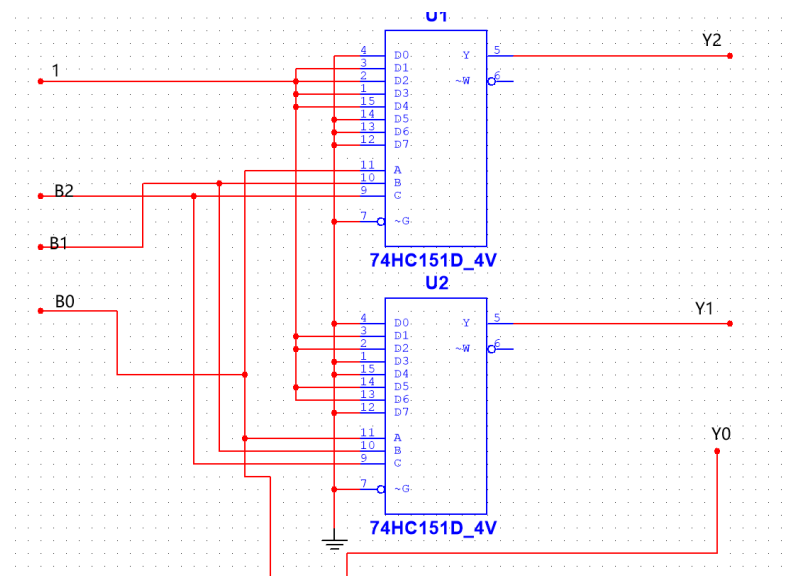 U1
Y2
4 D0 Y 5
3 D1
1 2 D2 ~W 6
1 D3
15 D4
14 D5
13 D6
12 D7
11 A
10 B
B2 9 C
7 ~G
B1
74HC151D_4V
U2
B0
Y1
4 D0 Y 5
3 D1
2 D2 ~W 6
1 D3
15 D4
14 D5
13 D6
12 D7
Y0
11 A
10 B
9 C
7 ~G
74HC151D_4V